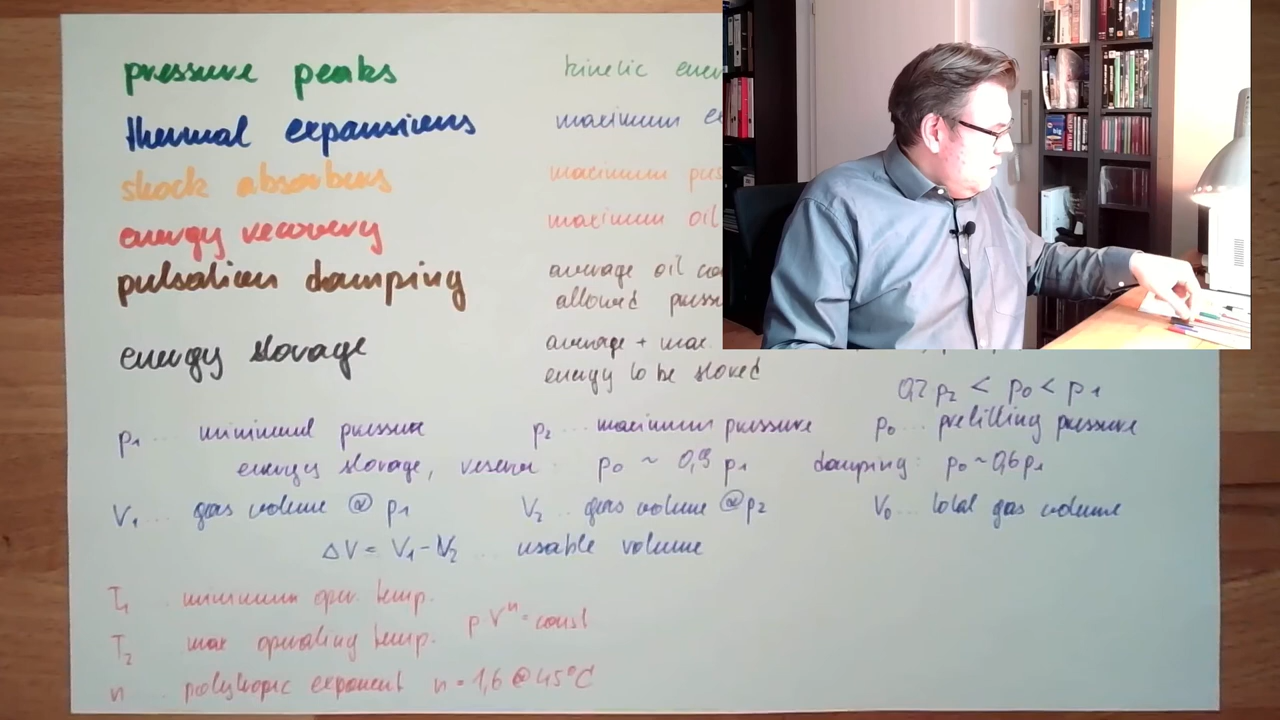 pressure peaks kinetic ener
thermal expansions maximum
shock absorbers maximum
energy recovery maximum oil
pulsation damping average oil
allowed press
energy storage average + max.
energy to be stored
0,2 p2 < p0 < p1
p1 ... minimum pressure p2 ... maximum pressure p0 ... prefilling pressure
energy storage, reserve : p0 ~ 0,9 p1 damping: p0 ~ 0,6 p1
V1 ... gas volume @ p1 V2 .. gas volume @ p2 V0 ... total gas volume
ΔV = V1 - V2 ... usable volume
T1 ... minimum oper. temp.
p V^n = const
T2 max operating temp.
n polytropic exponent n = 1,6 @ 45°C